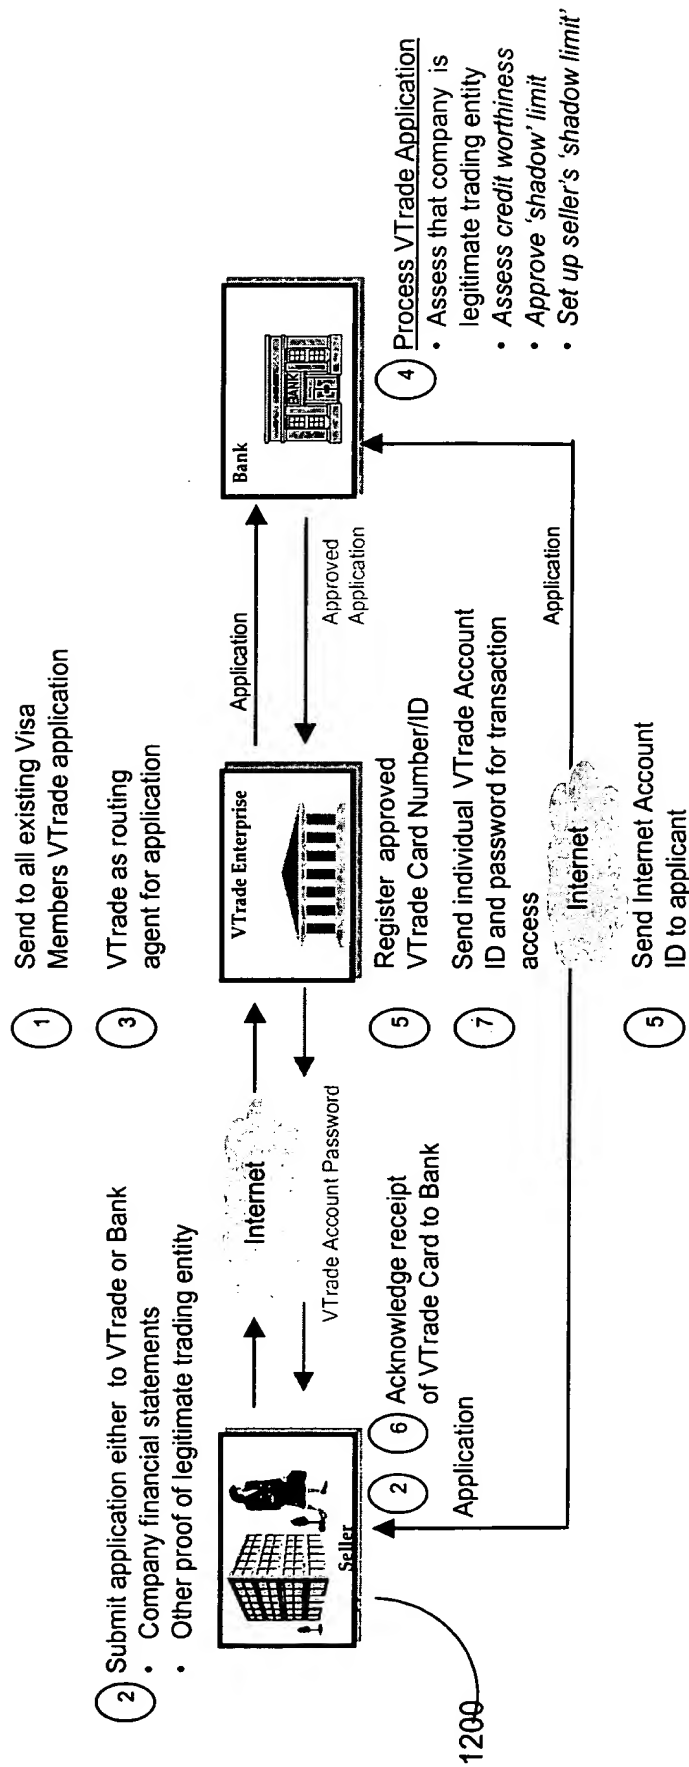 1
Send to all existing Visa
Members VTrade application
3
VTrade as routing
agent for application
2
Submit application either to VTrade or Bank
• Company financial statements
• Other proof of legitimate trading entity
Seller
Internet
VTrade Account Password
VTrade Enterprise
Application
Approved
Application
Bank
BANK
2
6
Acknowledge receipt
of VTrade Card to Bank
Application
5
Register approved
VTrade Card Number/ID
7
Send individual VTrade Account
ID and password for transaction
access
4
Process VTrade Application
• Assess that company is
legitimate trading entity
• Assess credit worthiness
• Approve 'shadow' limit
• Set up seller's 'shadow limit'
Internet
Application
5
Send Internet Account
ID to applicant
1200